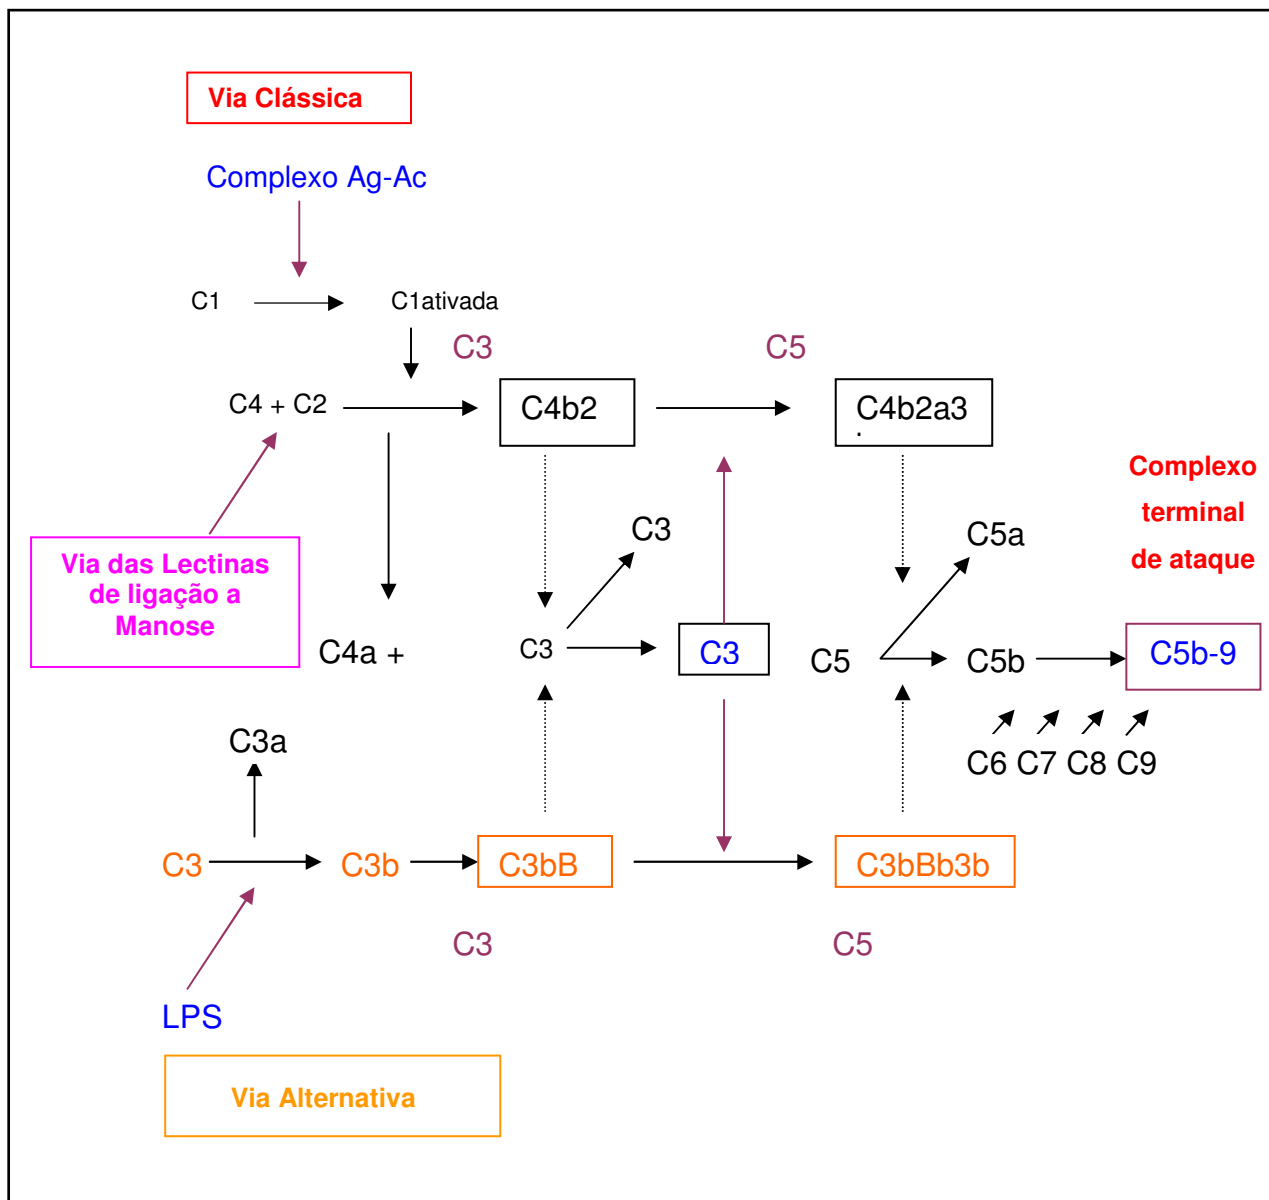 Via Clássica
Complexo Ag-Ac
C1
C1ativada
C3
C5
C4 + C2
C4b2
C4b2a3
.
Complexo
terminal
de ataque
C3
C5a
Via das Lectinas
de ligação a
Manose
C4a +
C3
C3
C5
C5b
C5b-9
C3a
C6 C7 C8 C9
C3
C3b
C3bB
C3bBb3b
C3
C5
LPS
Via Alternativa